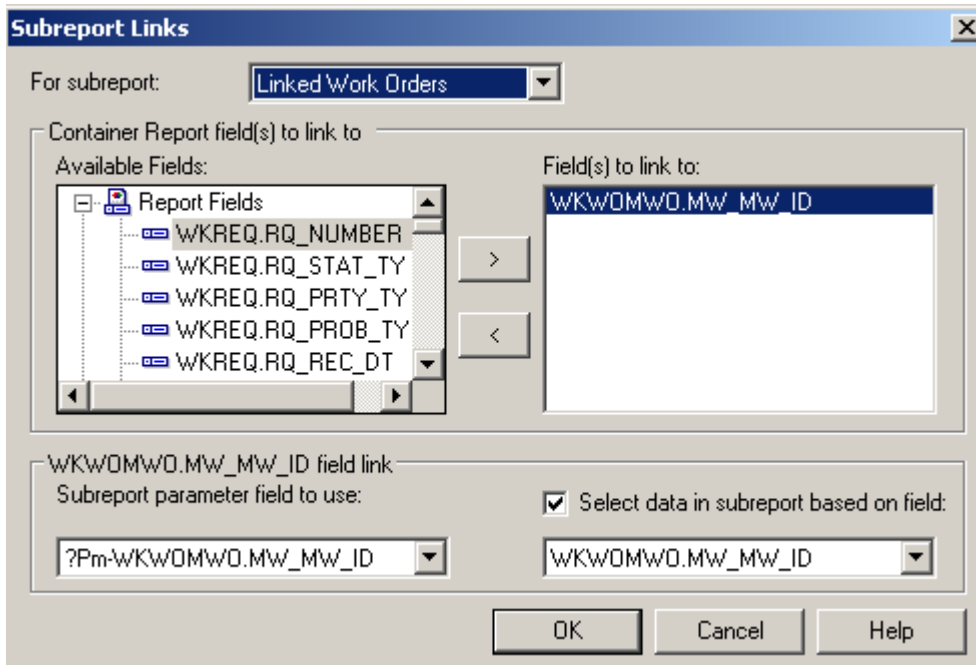 Subreport Links
For subreport: Linked Work Orders
Container Report field(s) to link to
Available Fields:
Report Fields
WKREQ.RQ_NUMBER
WKREQ.RQ_STAT_TY
WKREQ.RQ_PRTY_TY
WKREQ.RQ_PROB_TY
WKREQ.RQ_REC_DT
>
<
Field(s) to link to:
WKWOMWO.MW_MW_ID
WKWOMWO.MW_MW_ID field link
Subreport parameter field to use:
?Pm-WKWOMWO.MW_MW_ID
Select data in subreport based on field:
WKWOMWO.MW_MW_ID
OK Cancel Help